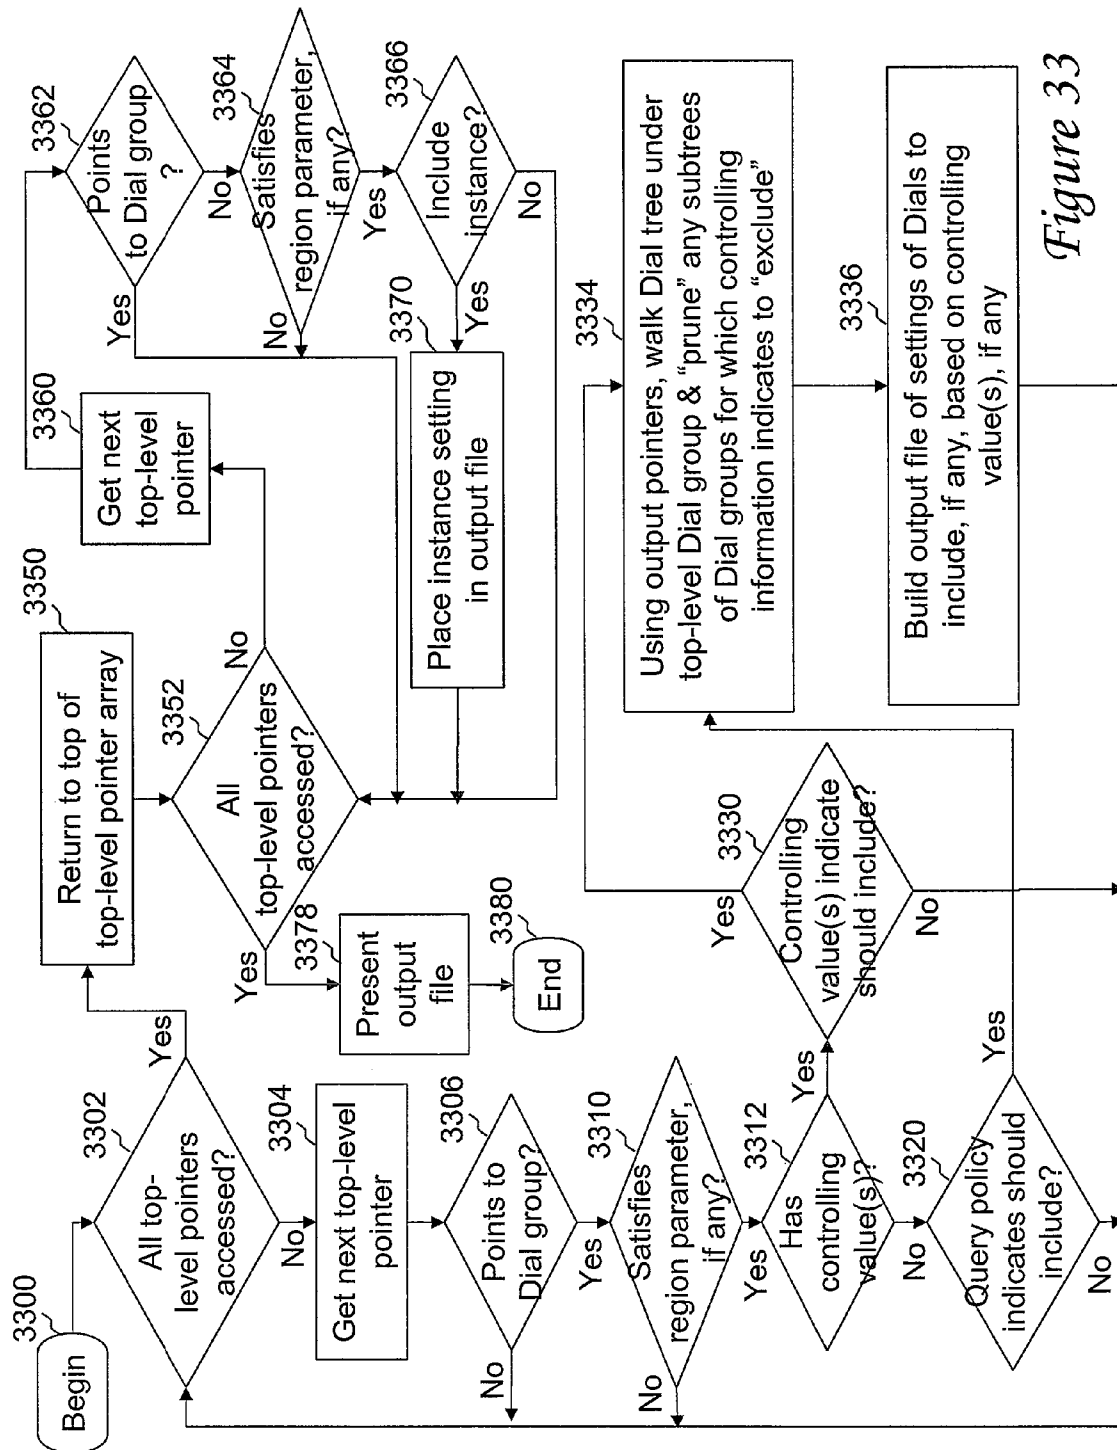 3300
Begin
3302
All top-
level pointers
accessed?
Yes
No
3304
Get next top-level
pointer
3306
Points to
Dial group?
No
Yes
3310
Satisfies
region parameter,
if any?
No
Yes
3312
Has
controlling
value(s)?
Yes
No
3320
Query policy
indicates should
include?
Yes
No
3330
Controlling
value(s) indicate
should include?
Yes
No
3334
Using output pointers, walk Dial tree under
top-level Dial group & "prune" any subtrees
of Dial groups for which controlling
information indicates to "exclude"
3336
Build output file of settings of Dials to
include, if any, based on controlling
value(s), if any
3350
Return to top of
top-level pointer array
3352
All
top-level pointers
accessed?
Yes
No
3360
Get next
top-level
pointer
3362
Points
to Dial group
?
Yes
No
3364
Satisfies
region parameter,
if any?
No
Yes
3366
Include
instance?
Yes
No
3370
Place instance setting
in output file
3378
Present
output
file
3380
End
Figure 33